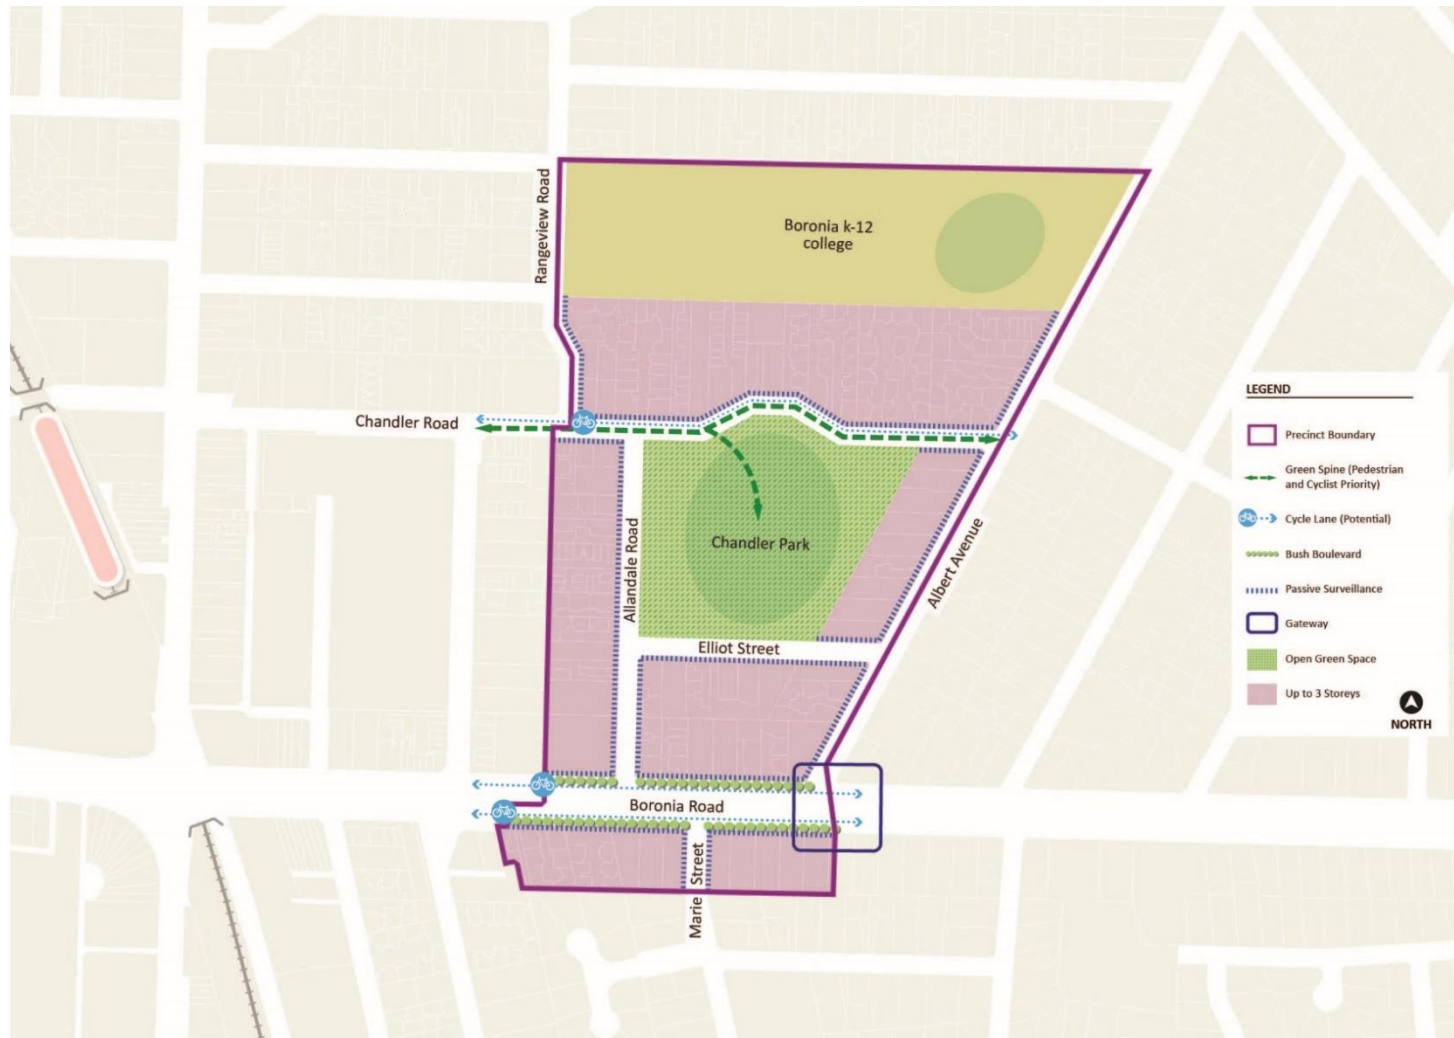 Rangeview Road
Boronia k-12
college
Chandler Road
Allandale Road
Chandler Park
Albert Avenue
Elliot Street
Boronia Road
Marie Street
LEGEND
Precinct Boundary
Green Spine (Pedestrian
and Cyclist Priority)
Cycle Lane (Potential)
Bush Boulevard
Passive Surveillance
Gateway
Open Green Space
Up to 3 Storeys
NORTH